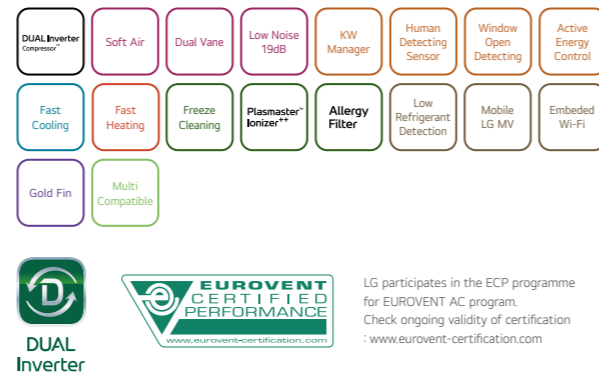 DUAL Inverter
Compressor™
Soft Air
Dual Vane
Low Noise
19dB
KW
Manager
Human
Detecting
Sensor
Window
Open
Detecting
Active
Energy
Control
Fast
Cooling
Fast
Heating
Freeze
Cleaning
Plasmaster™
Ionizer++
Allergy
Filter
Low
Refrigerant
Detection
Mobile
LG MV
Embeded
Wi-Fi
Gold Fin
Multi
Compatible
D
DUAL
Inverter
EUROVENT
CERTIFIED
PERFORMANCE
www.eurovent-certification.com
LG participates in the ECP programme
for EUROVENT AC program.
Check ongoing validity of certification
: www.eurovent-certification.com